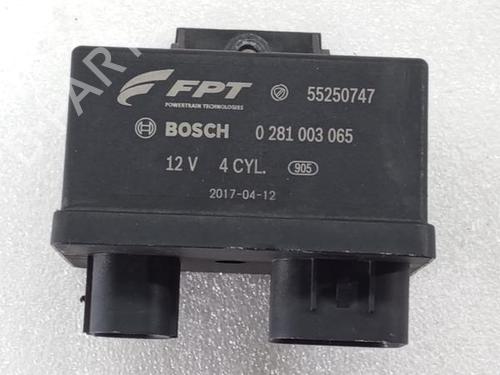 FPT 55250747
POWERTRAIN TECHNOLOGIES
BOSCH 0 281 003 065
12 V 4 CYL. 905
2017-04-12